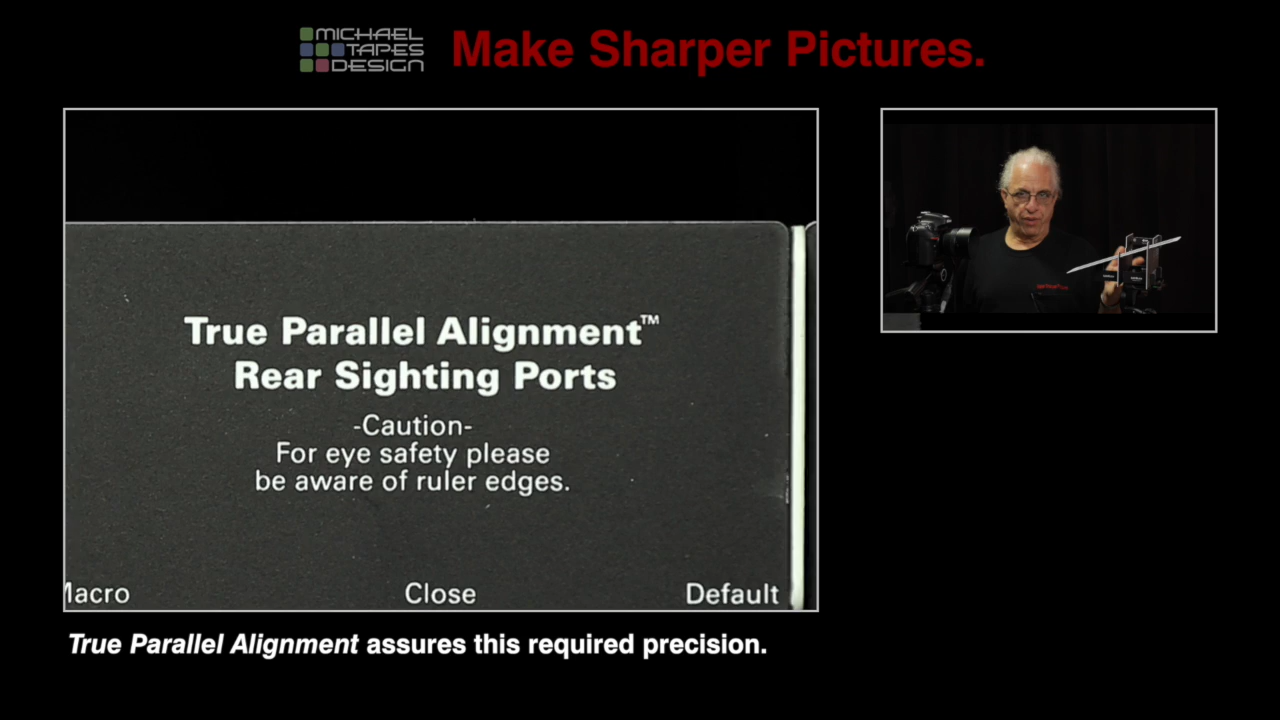 MICHAEL
TAPES
DESIGN
Make Sharper Pictures.
True Parallel Alignment™
Rear Sighting Ports
-Caution-
For eye safety please
be aware of ruler edges.
Close
Default
True Parallel Alignment assures this required precision.